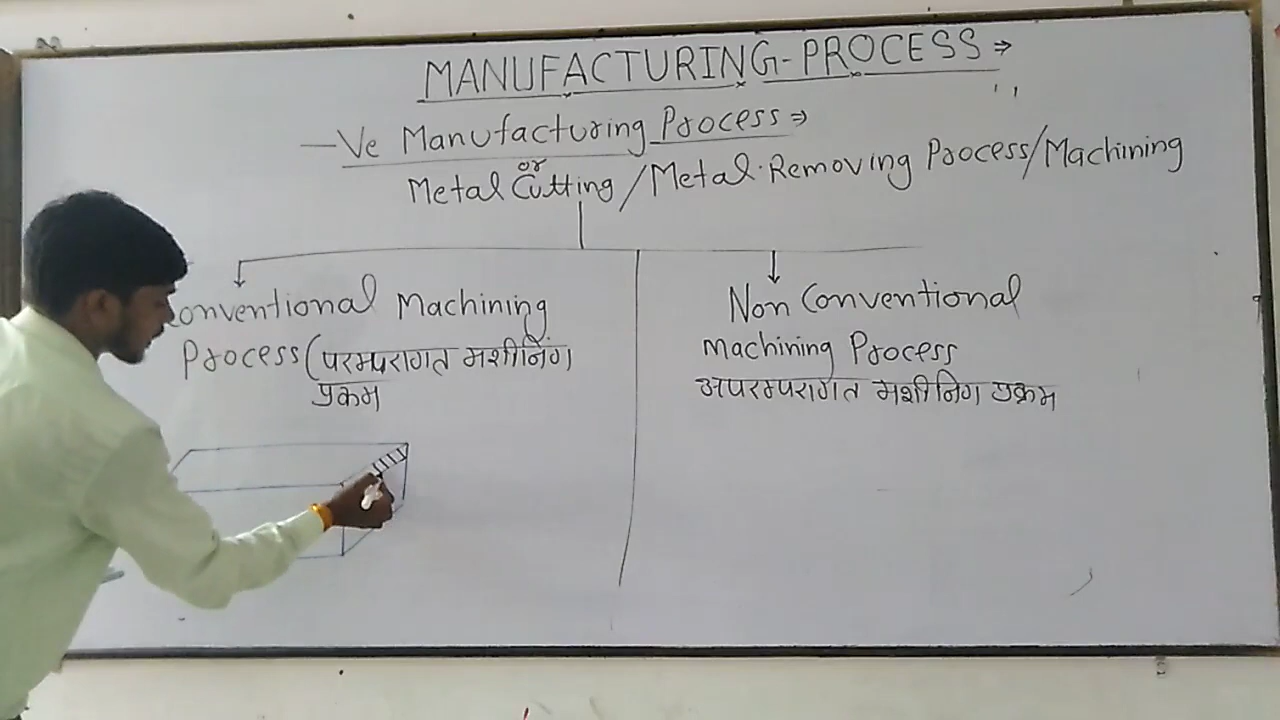 MANUFACTURING-PROCESS ⇒
-Ve Manufacturing Process ⇒
or
Metal Cutting / Metal Removing Process/Machining
Conventional Machining
Process (परम्परागत मशीनिंग)
प्रक्रम
Non Conventional
Machining Process
अपरम्परागत मशीनिंग प्रक्रम